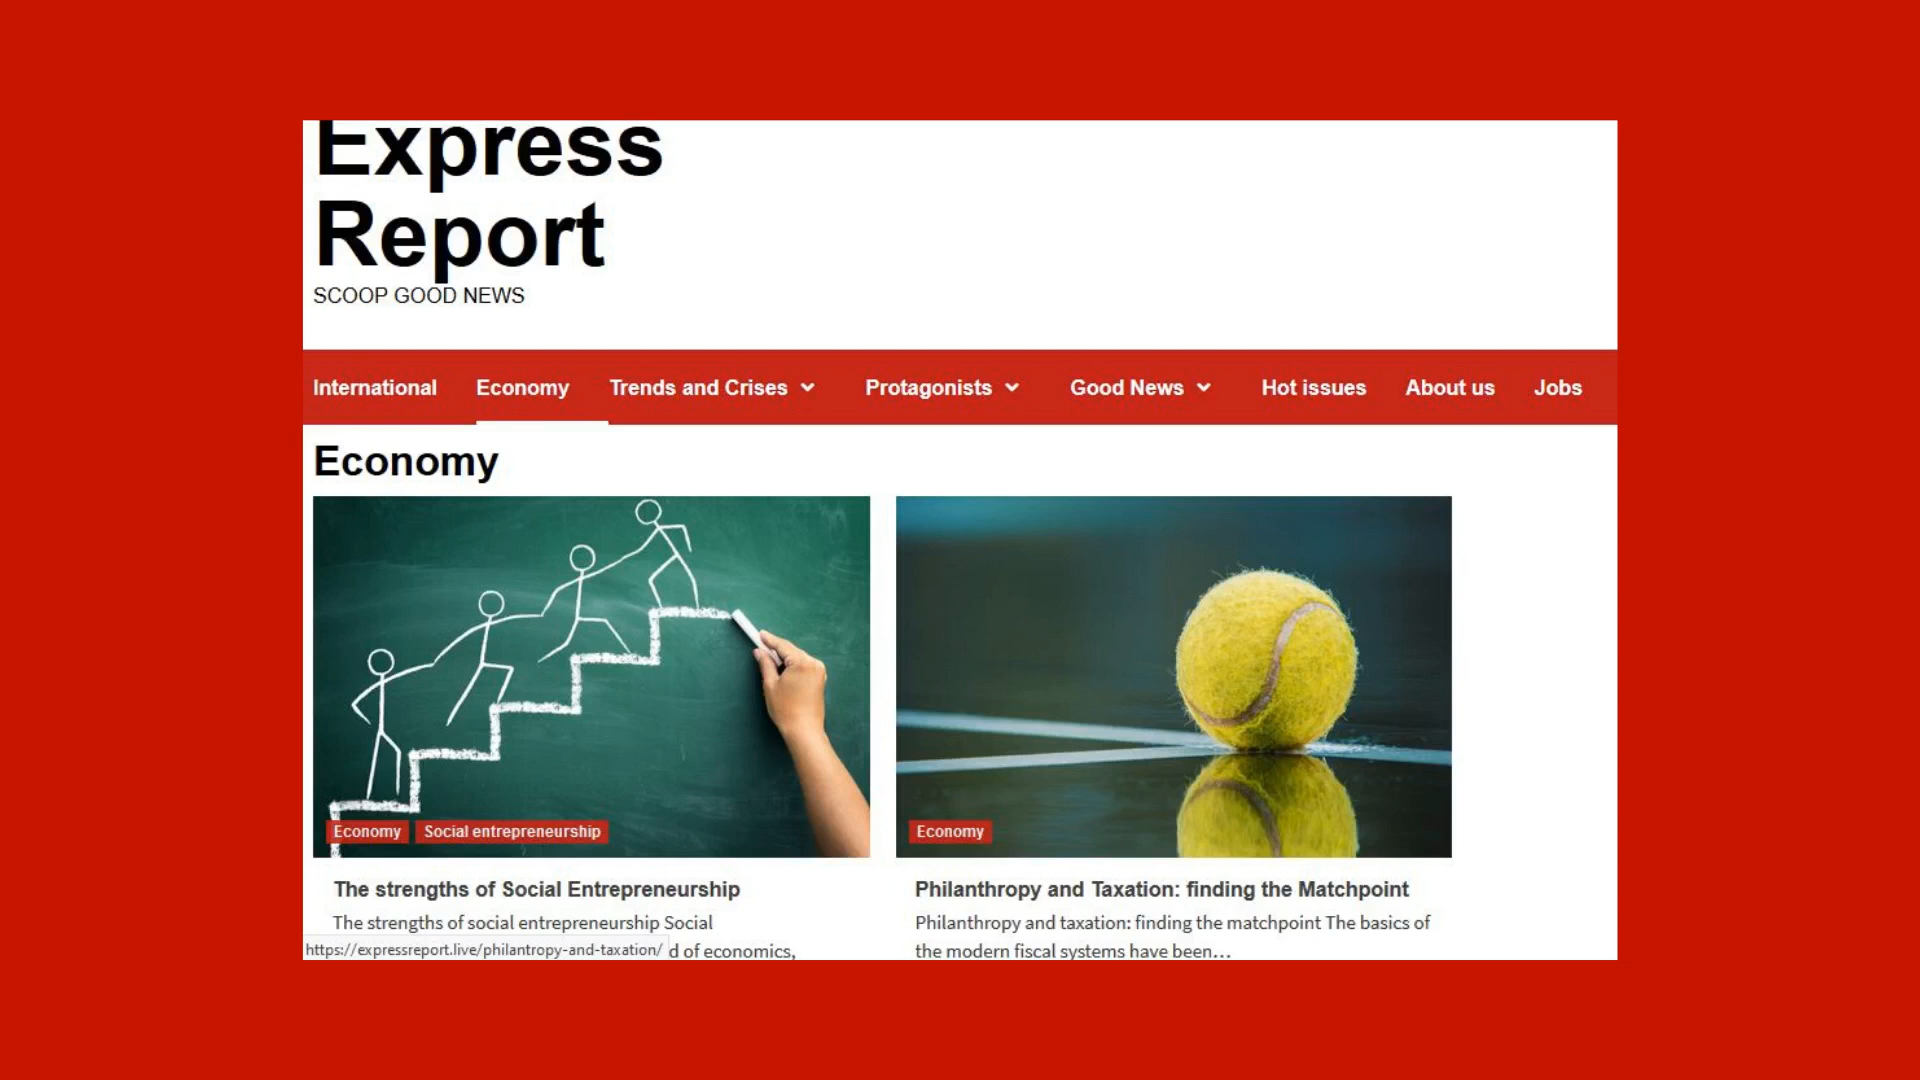 Express
Report
SCOOP GOOD NEWS
International Economy Trends and Crises Protagonists Good News Hot issues About us Jobs
Economy
Economy Social entrepreneurship
The strengths of Social Entrepreneurship
The strengths of social entrepreneurship Social
d of economics,
Economy
Philanthropy and Taxation: finding the Matchpoint
Philanthropy and taxation: finding the matchpoint The basics of
the modern fiscal systems have been...
https://expressreport.live/philantropy-and-taxation/